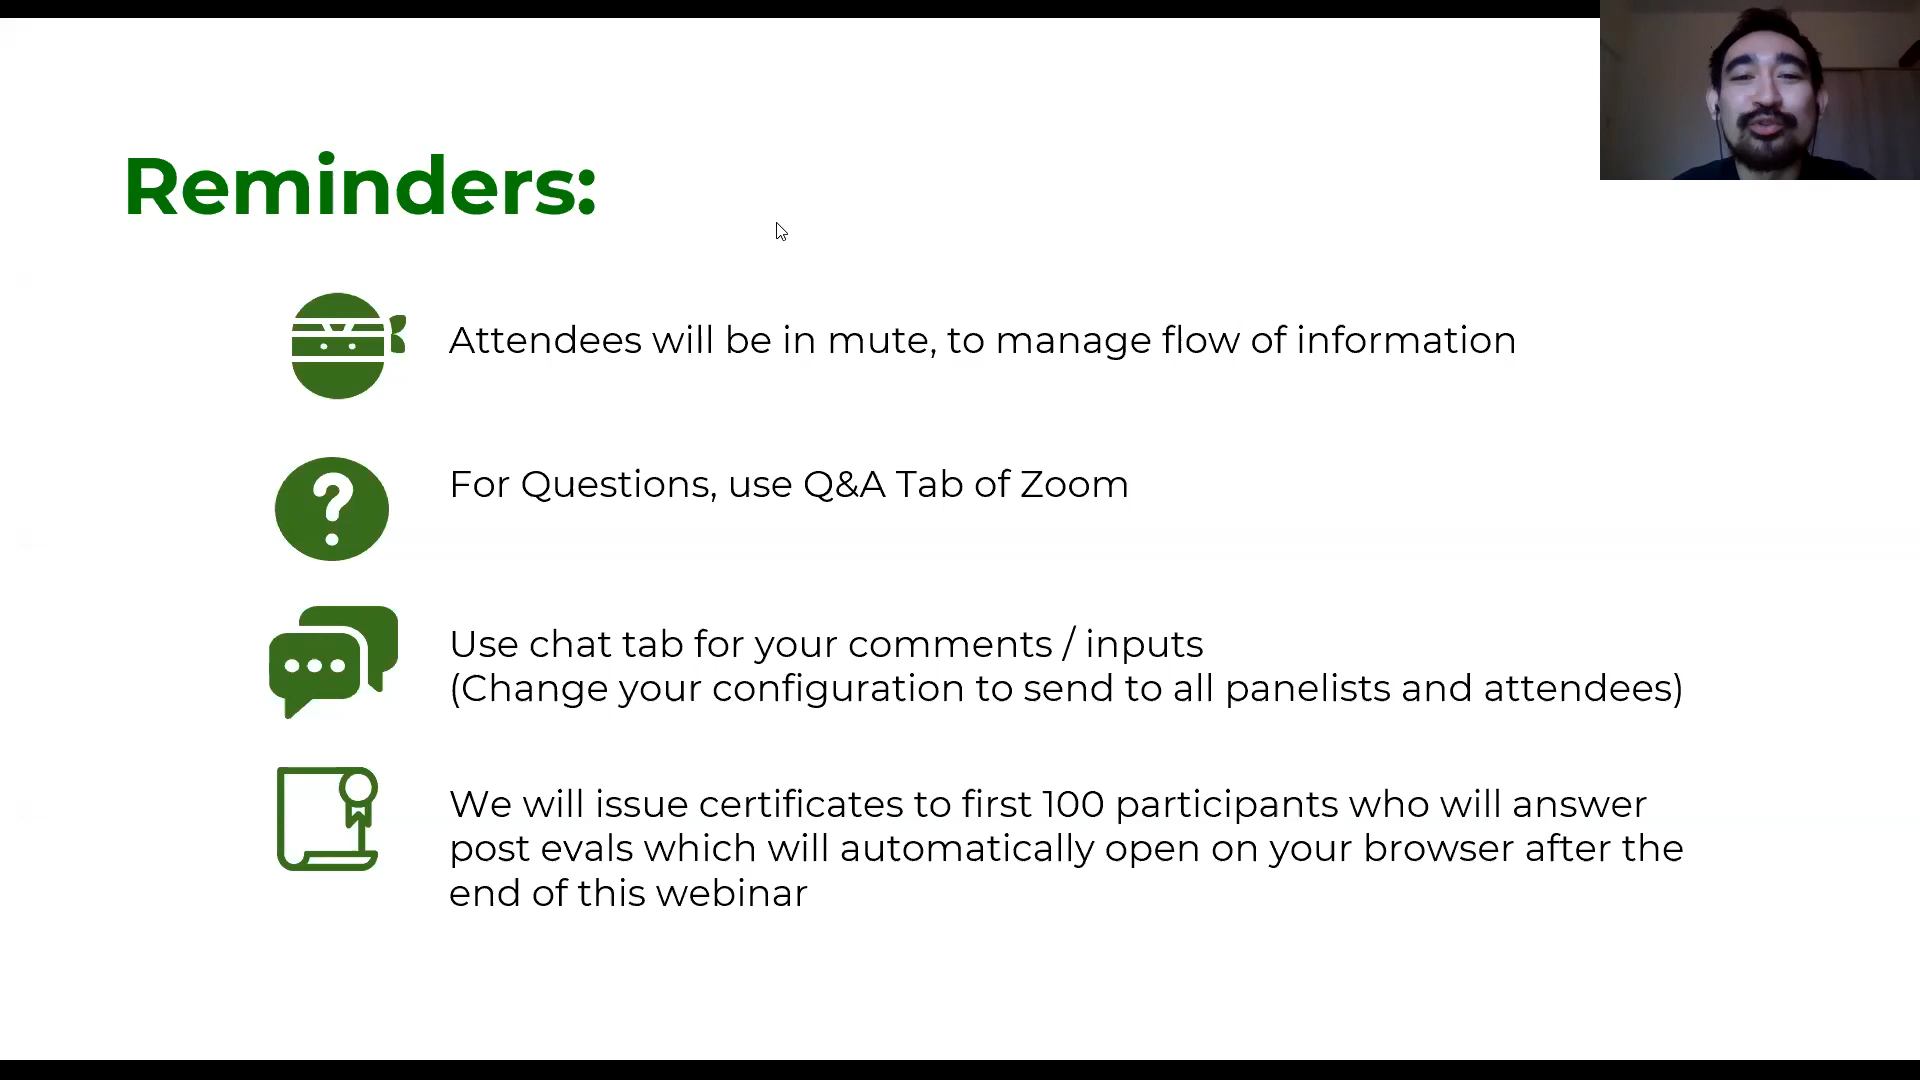 Reminders:
Attendees will be in mute, to manage flow of information
For Questions, use Q&A Tab of Zoom
Use chat tab for your comments / inputs
(Change your configuration to send to all panelists and attendees)
We will issue certificates to first 100 participants who will answer
post evals which will automatically open on your browser after the
end of this webinar